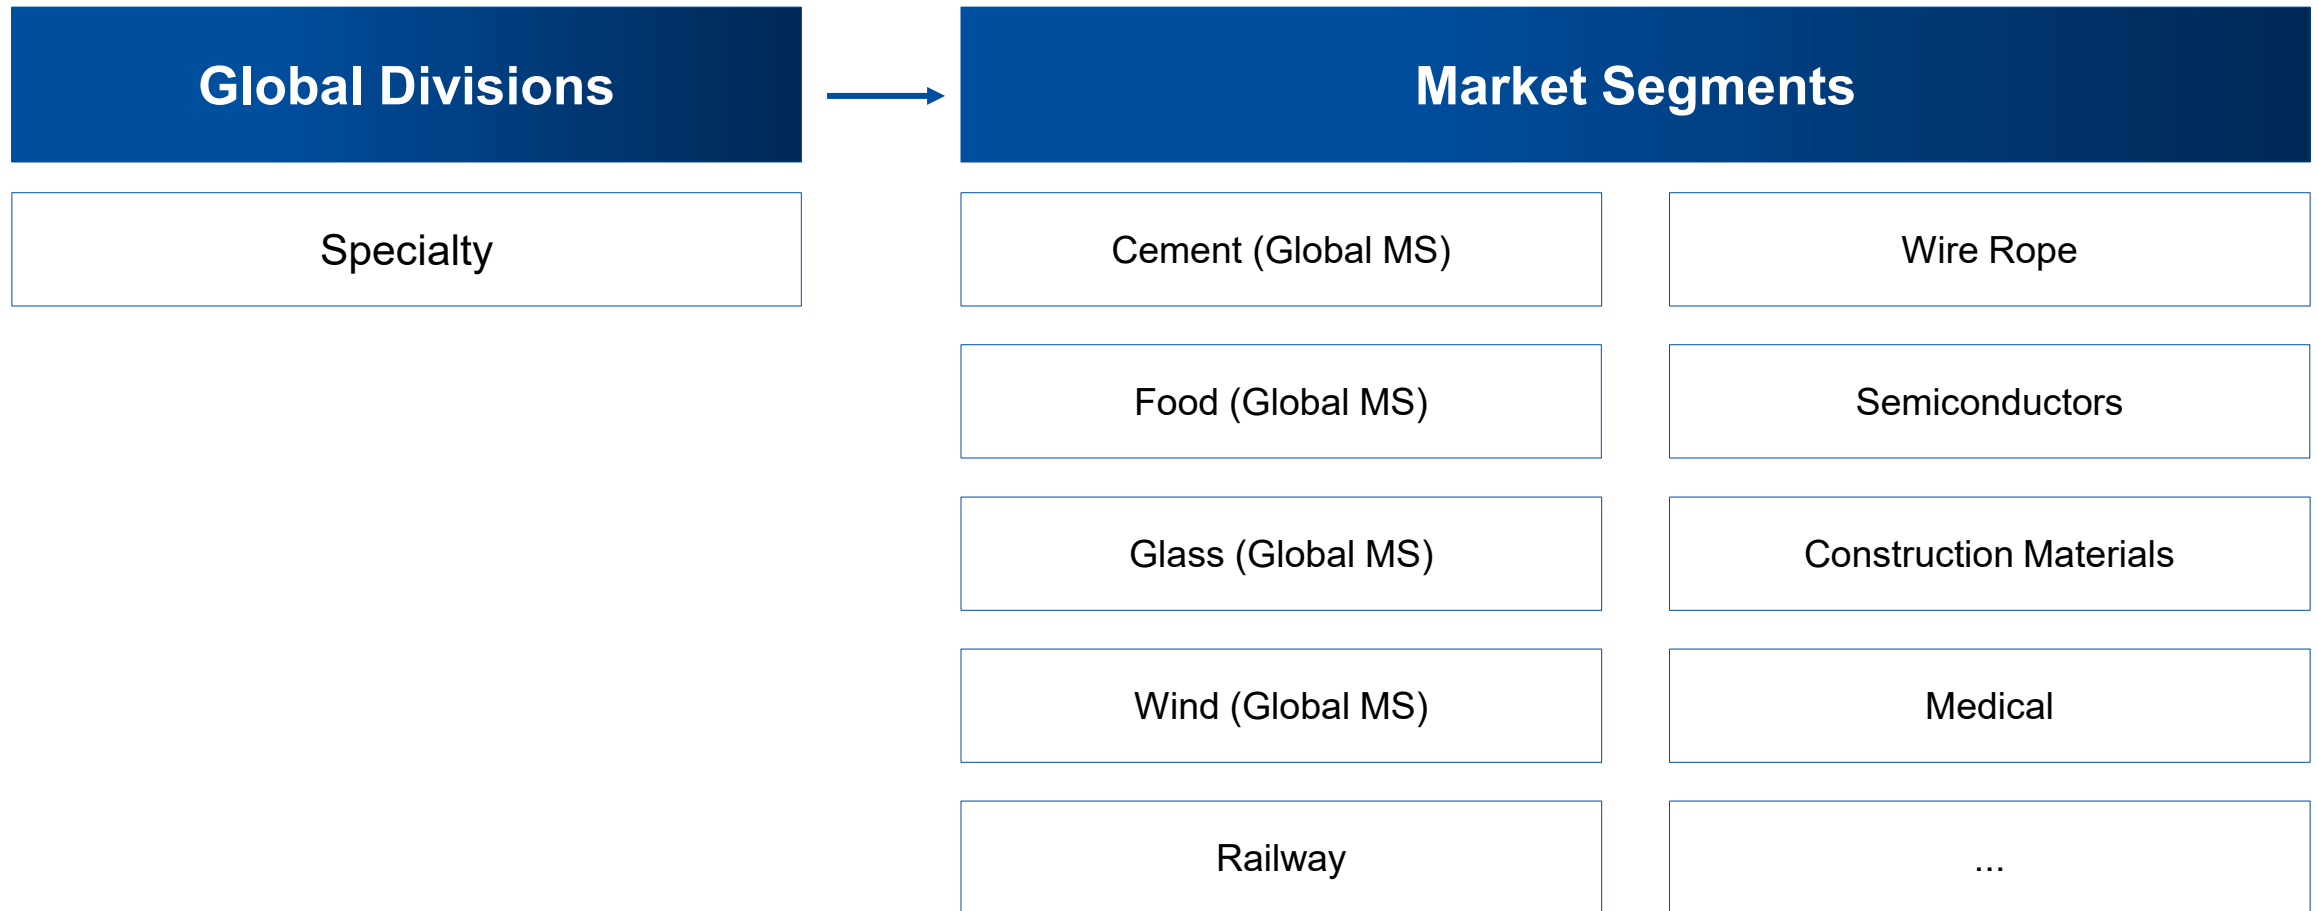 Global Divisions
Market Segments
Specialty
Cement (Global MS)
Wire Rope
Food (Global MS)
Semiconductors
Glass (Global MS)
Construction Materials
Wind (Global MS)
Medical
Railway
...